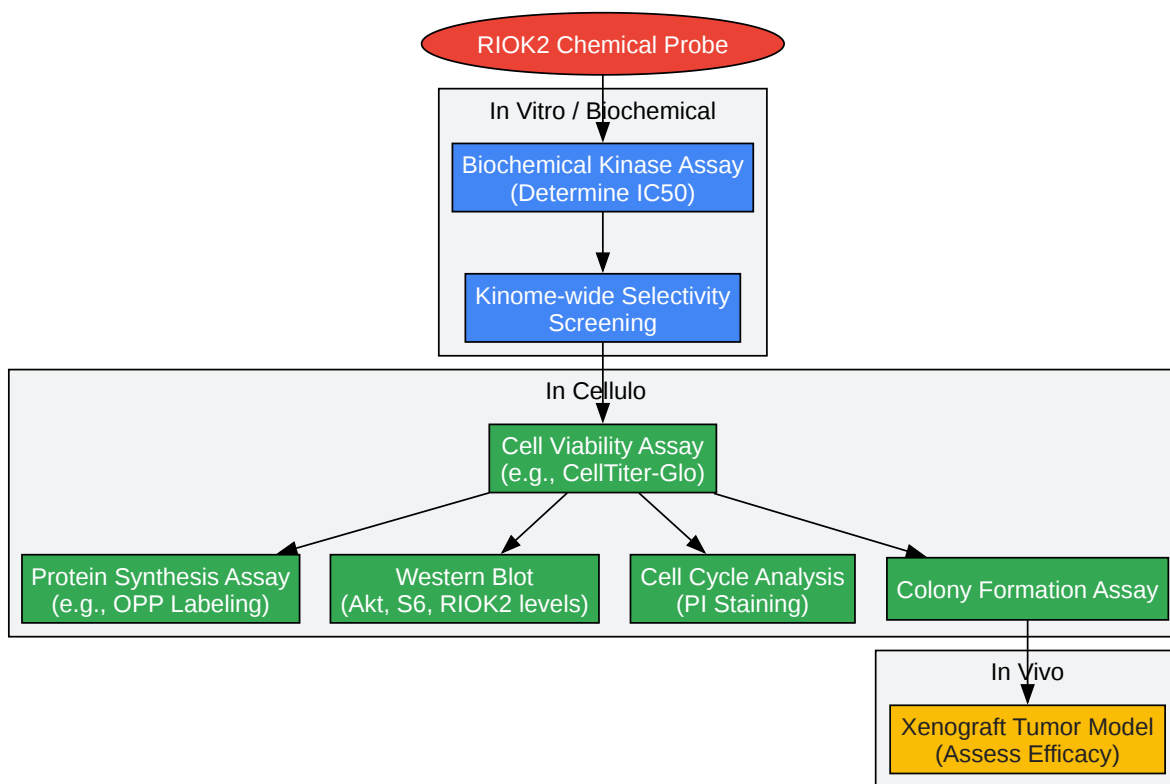 RIOK2 Chemical Probe
In Vitro / Biochemical
Biochemical Kinase Assay
(Determine IC50)
Kinome-wide Selectivity
Screening
In Cellulo
Cell Viability Assay
(e.g., CellTiter-Glo)
Protein Synthesis Assay
(e.g., OPP Labeling)
Western Blot
(Akt, S6, RIOK2 levels)
Cell Cycle Analysis
(PI Staining)
Colony Formation Assay
In Vivo
Xenograft Tumor Model
(Assess Efficacy)